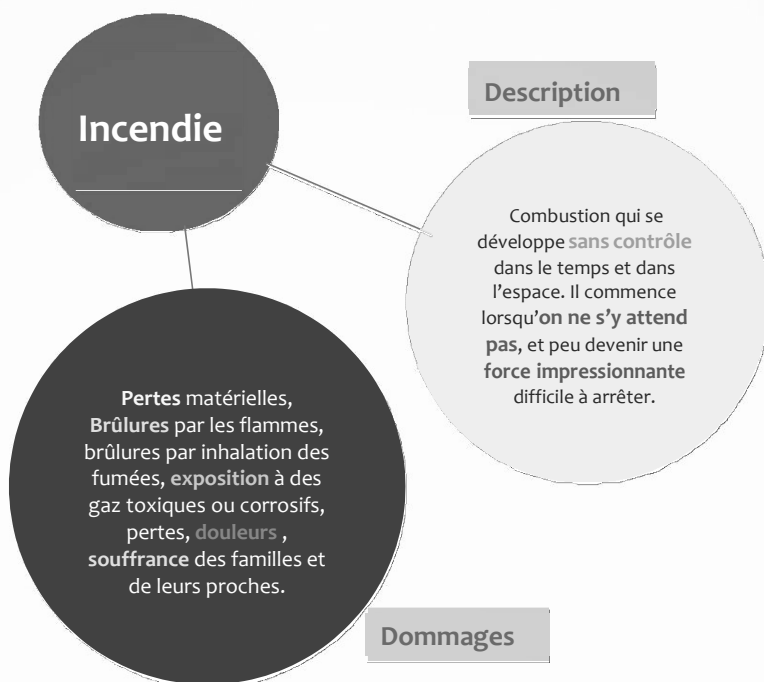 Incendie
Description
Combustion qui se
développe sans contrôle
dans le temps et dans
l'espace. Il commence
lorsqu'on ne s'y attend
pas, et peu devenir une
force impressionnante
difficile à arrêter.
Pertes matérielles,
Brûlures par les flammes,
brûlures par inhalation des
fumées, exposition à des
gaz toxiques ou corrosifs,
pertes, douleurs ,
souffrance des familles et
de leurs proches.
Dommages